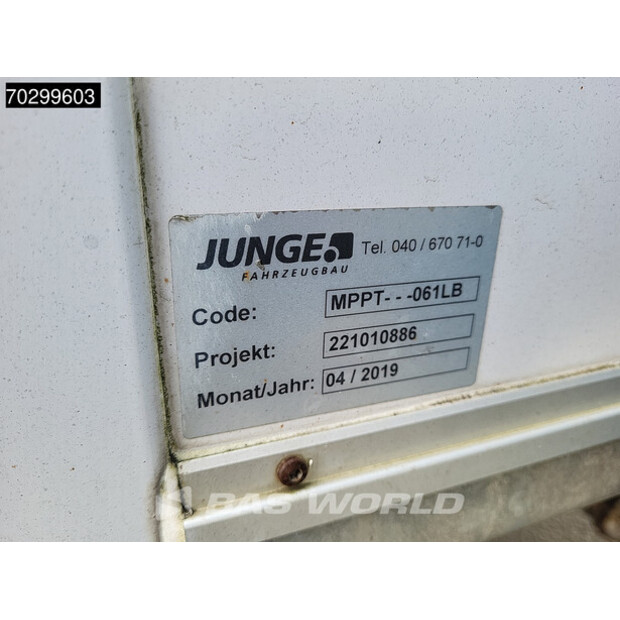 70299603
JUNGE
FAHRZEUGBAU
Tel. 040 / 670 71-0
Code: MPPT- - -061LB
Projekt: 221010886
Monat/Jahr: 04 / 2019
BAS WORLD